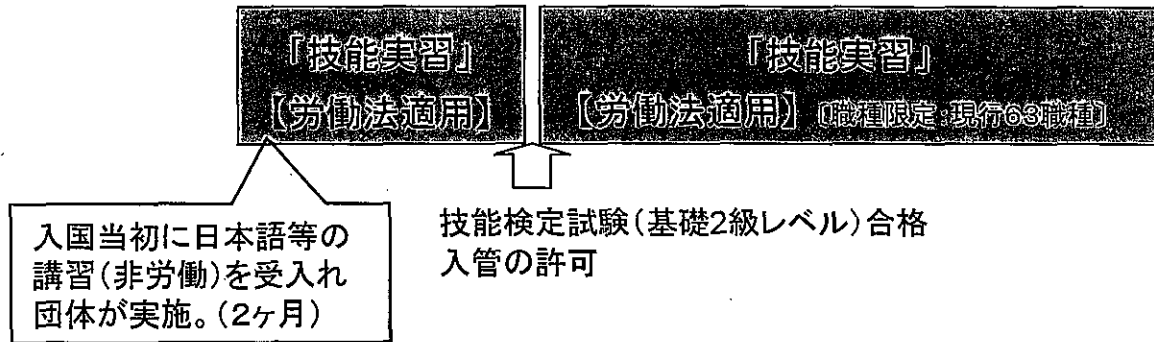 「技能実習」
【労働法適用】
「技能実習」
【労働法適用】〔職種限定・現行63職種〕
入国当初に日本語等の
講習(非労働)を受入れ
団体が実施。(2ヶ月)
技能検定試験(基礎2級レベル)合格
入管の許可